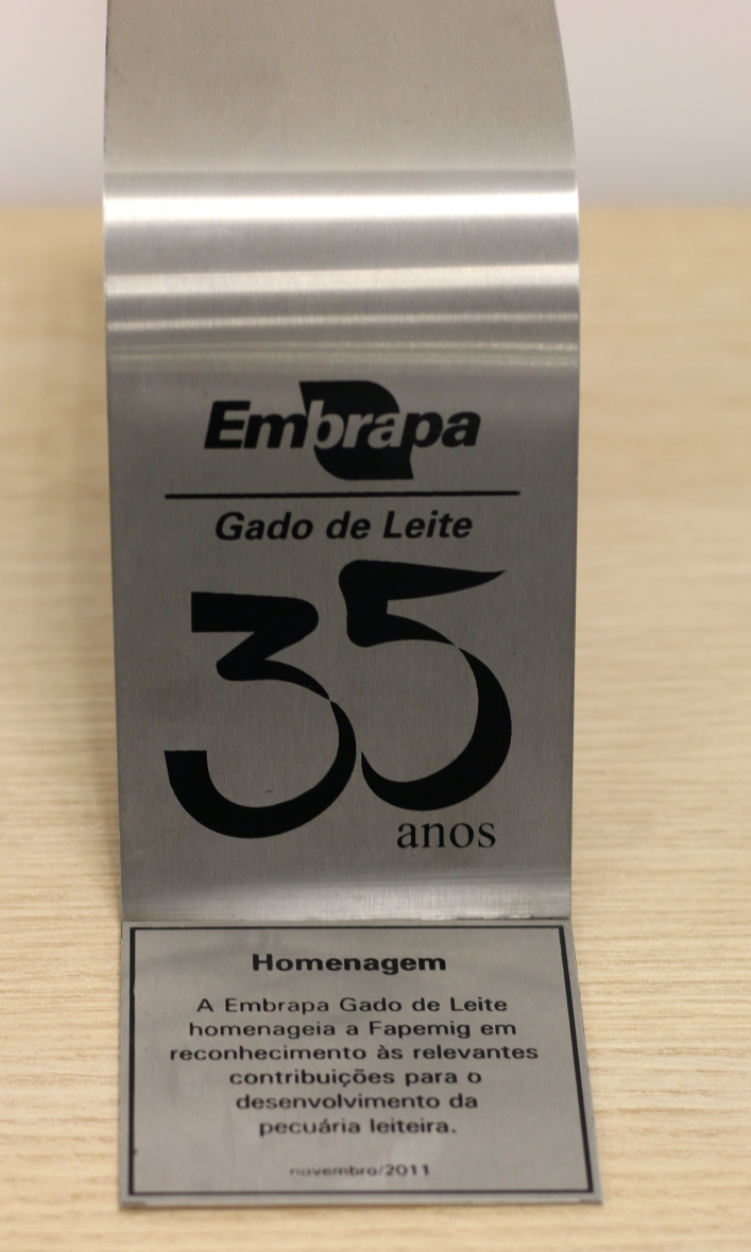 Embrapa
Gado de Leite
35
anos
Homenagem
A Embrapa Gado de Leite
homenageia a Fapemig em
reconhecimento às relevantes
contribuições para o
desenvolvimento da
pecuária leiteira.
novembro/2011